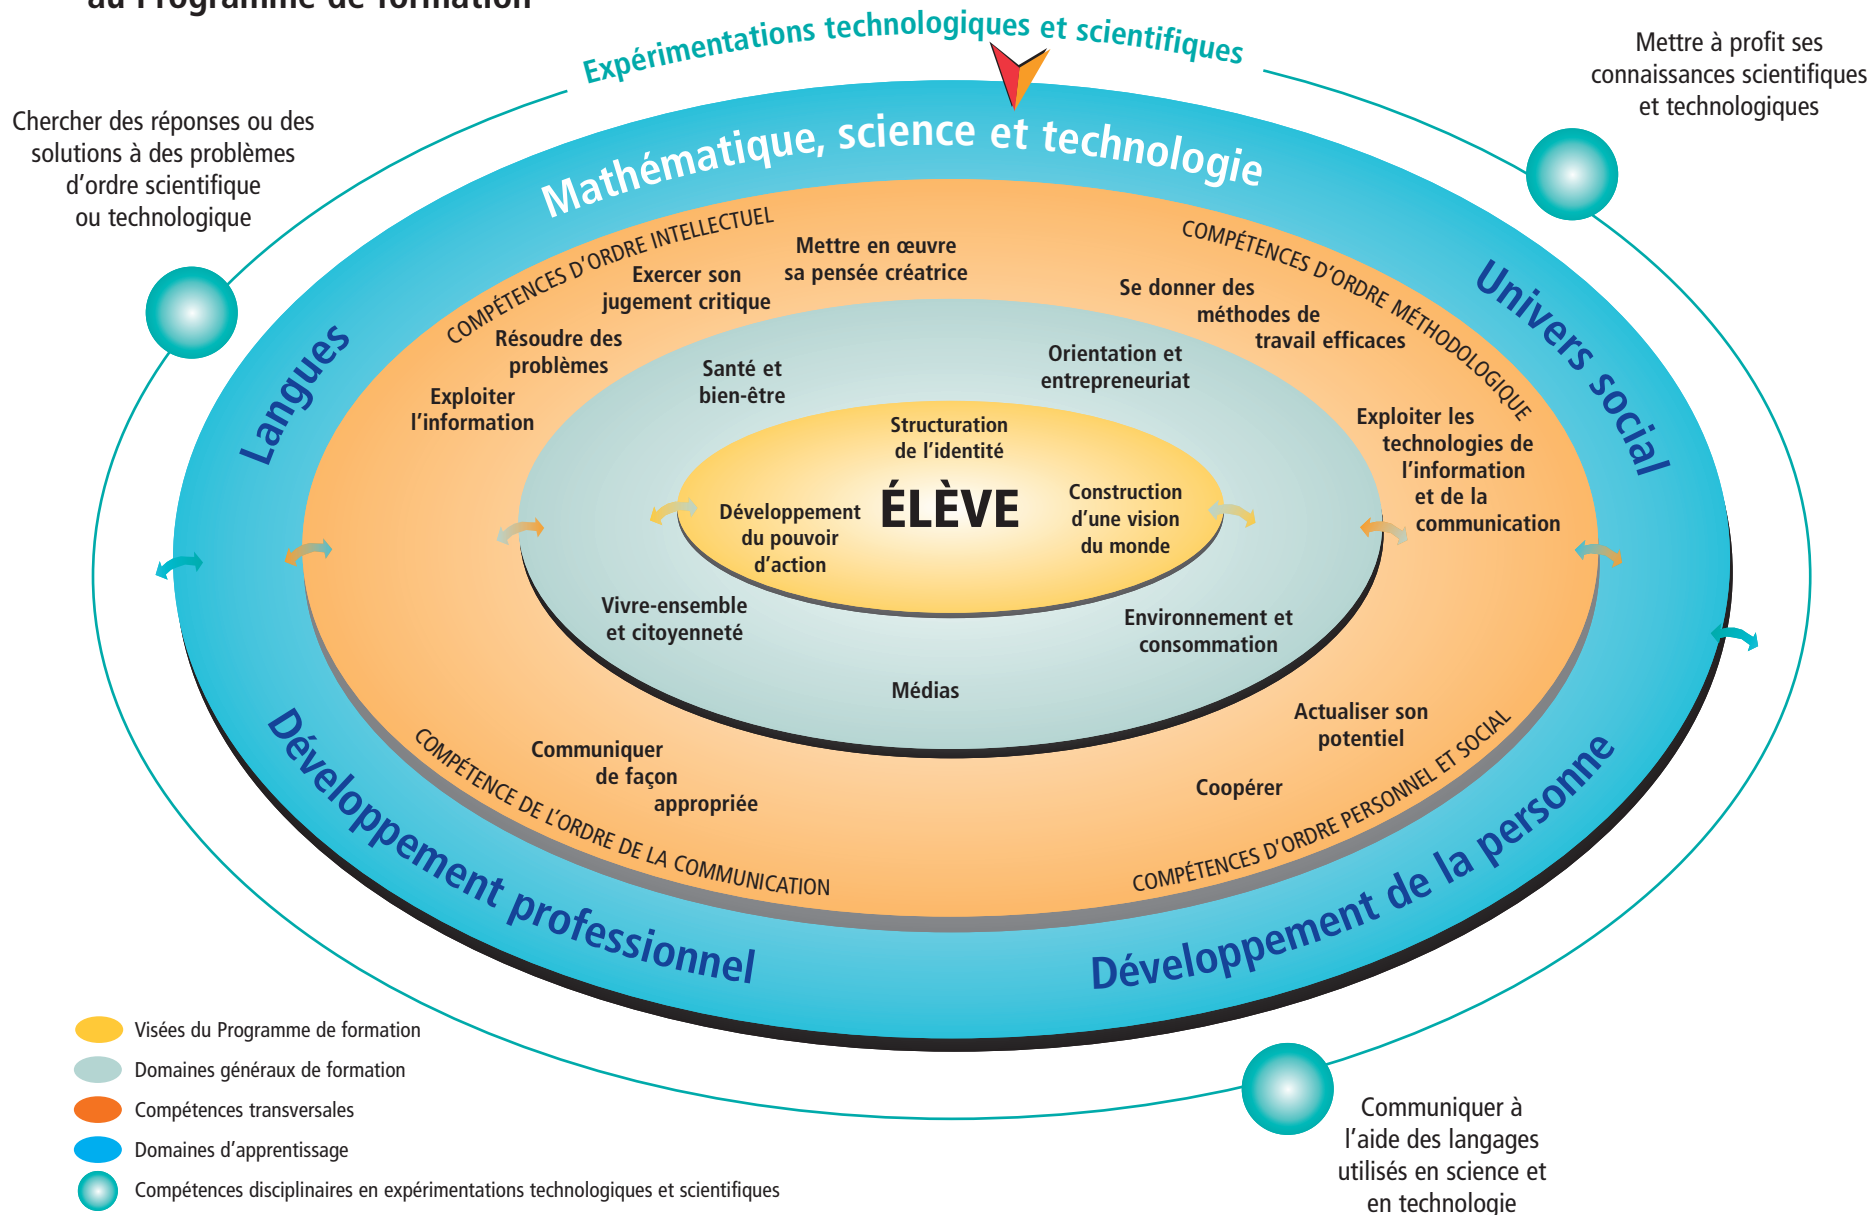 au Programme de formation
Expérimentations technologiques et scientifiques
Mettre à profit ses
connaissances scientifiques
et technologiques
Chercher des réponses ou des
solutions à des problèmes
d'ordre scientifique
ou technologique
Mathématique, science et technologie
Langues
Univers social
COMPÉTENCES D'ORDRE INTELLECTUEL
Mettre en œuvre
sa pensée créatrice
Exercer son
jugement critique
Résoudre des
problèmes
Exploiter
l'information
COMPÉTENCES D'ORDRE MÉTHODOLOGIQUE
Se donner des
méthodes de
travail efficaces
Exploiter les
technologies de
l'information
et de la
communication
Santé et
bien-être
Orientation et
entrepreneuriat
Structuration
de l'identité
ÉLÈVE
Développement
du pouvoir
d'action
Construction
d'une vision
du monde
Vivre-ensemble
et citoyenneté
Environnement et
consommation
Médias
Communiquer
de façon
appropriée
COMPÉTENCE DE L'ORDRE DE LA COMMUNICATION
Actualiser son
potentiel
Coopérer
COMPÉTENCES D'ORDRE PERSONNEL ET SOCIAL
Développement professionnel
Développement de la personne
Visées du Programme de formation
Domaines généraux de formation
Compétences transversales
Domaines d'apprentissage
Compétences disciplinaires en expérimentations technologiques et scientifiques
Communiquer à
l'aide des langages
utilisés en science et
en technologie